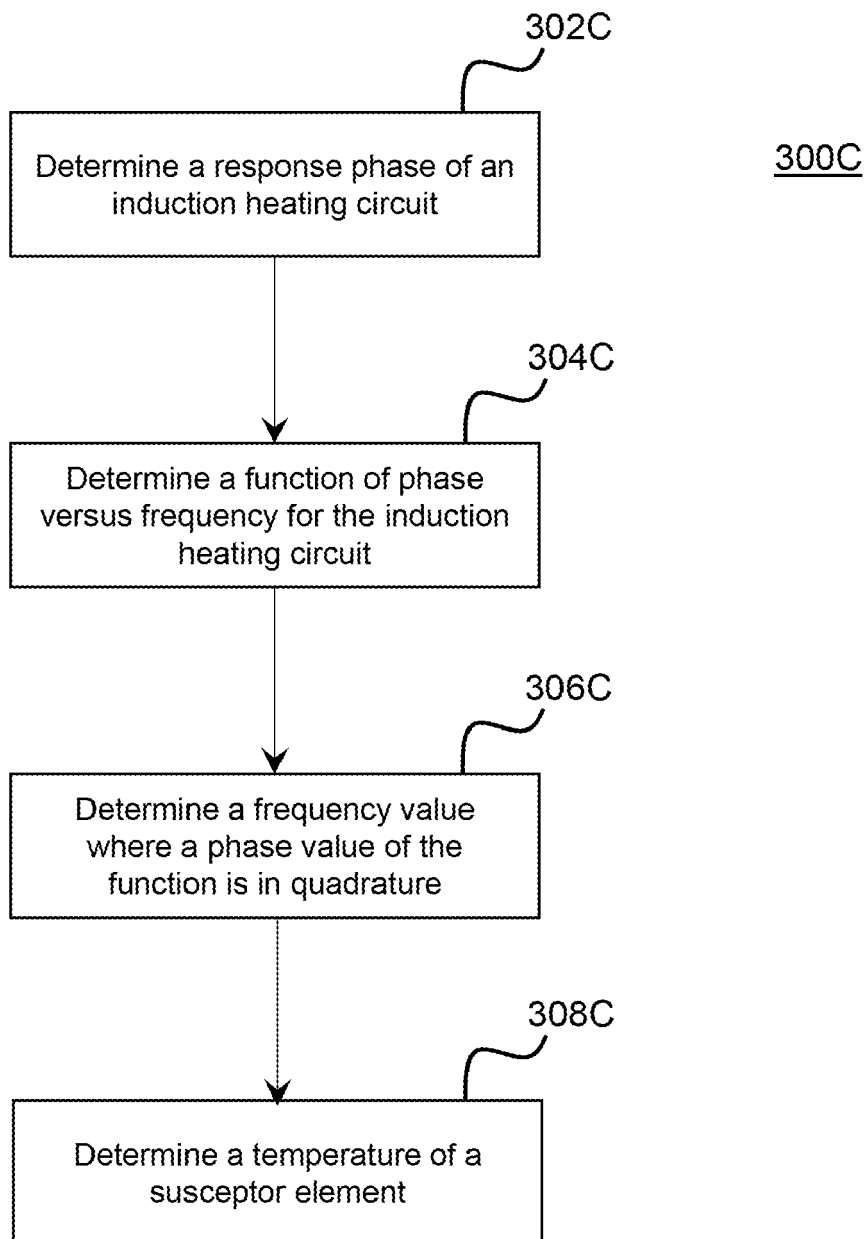 302C
300C
Determine a response phase of an
induction heating circuit
304C
Determine a function of phase
versus frequency for the induction
heating circuit
306C
Determine a frequency value
where a phase value of the
function is in quadrature
308C
Determine a temperature of a
susceptor element